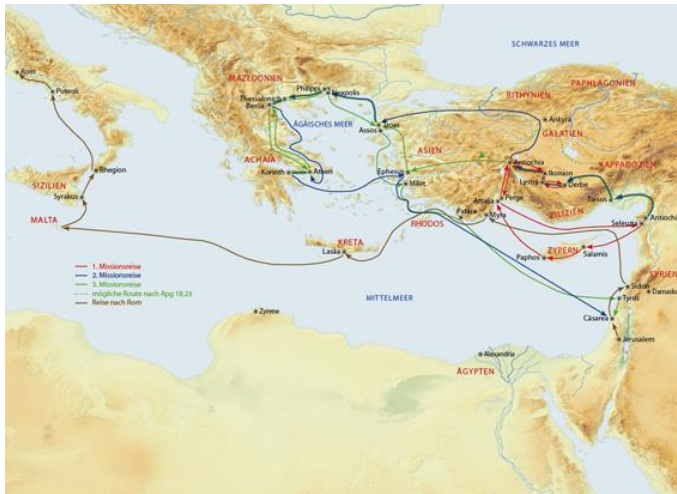 SCHWARZES MEER
Rom
MAZEDONIEN
Philippi
Neapolis
PAPHLAGONIEN
BITHYNIEN
Puteoli
Thessalonich
Beröa
Troas
Assos
Ankyra
ÄGÄISCHES MEER
GALATIEN
ASIEN
ACHAIA
Antiochia
KAPPADOZIEN
Rhegion
Korinth
Athen
Ephesus
Ikonion
SIZILIEN
Milet
Lystra
Derbe
Syrakus
Attalia
Perge
Tarsus
MALTA
Patara
Myra
ZILIZIEN
Seleuzia
Antiochia
RHODOS
KRETA
Lasäa
ZYPERN
Salamis
Paphos
1. Missionsreise
2. Missionsreise
3. Missionsreise
mögliche Route nach Apg 18,23
Reise nach Rom
SYRIEN
Sidon
Damaskus
Tyrus
MITTELMEER
Zyrene
Cäsarea
Jerusalem
Alexandria
ÄGYPTEN